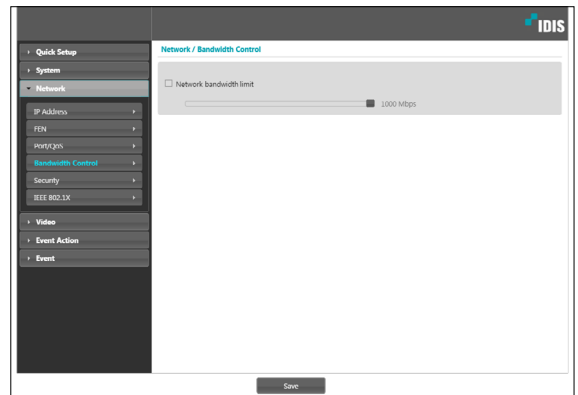 IDIS
Quick Setup
System
Network
IP Address
FEN
Port/QoS
Bandwidth Control
Security
IEEE 802.1X
Video
Event Action
Event
Network / Bandwidth Control
Network bandwidth limit
1000 Mbps
Save